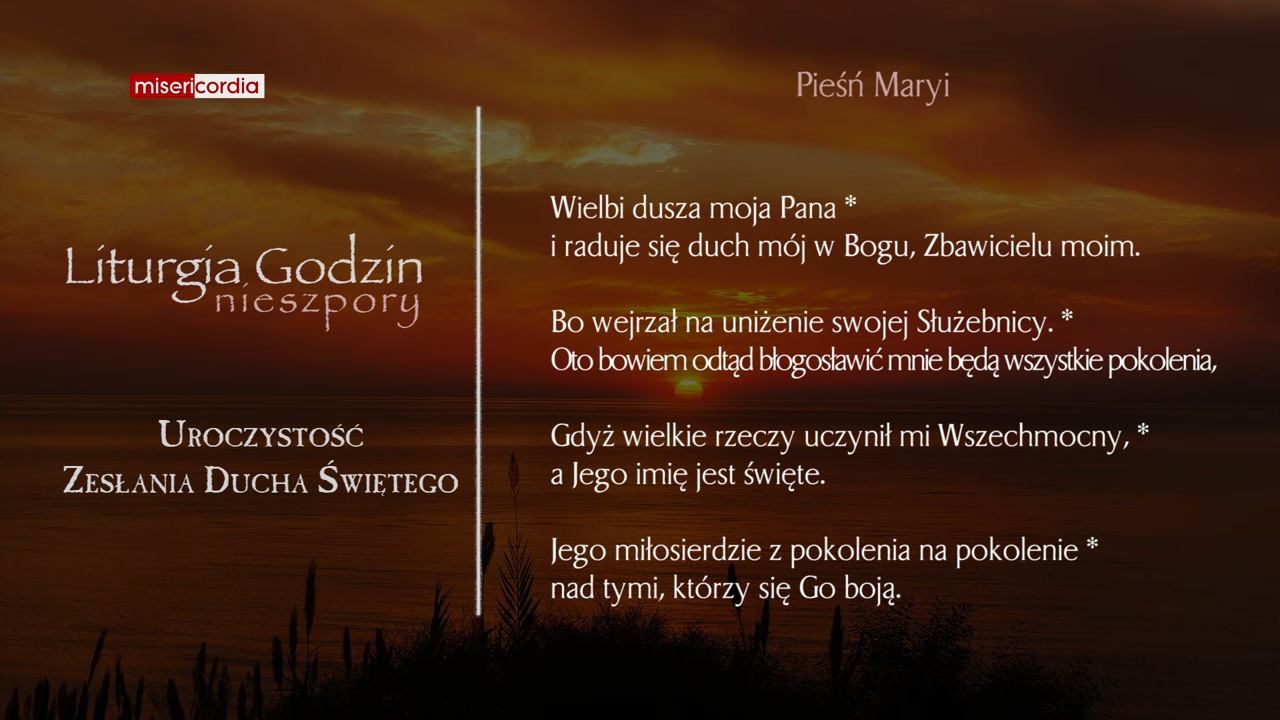 misericordia
Pieśń Maryi
Liturgia Godzin
nieszpory
Uroczystość
Zesłania Ducha Świętego
Wielbi dusza moja Pana *
i raduje się duch mój w Bogu, Zbawicielu moim.
Bo wejrzał na uniżenie swojej Służebnicy. *
Oto bowiem odtąd błogosławić mnie będą wszystkie pokolenia,
Gdyż wielkie rzeczy uczynił mi Wszechmocny, *
a Jego imię jest święte.
Jego miłosierdzie z pokolenia na pokolenie *
nad tymi, którzy się Go boją.